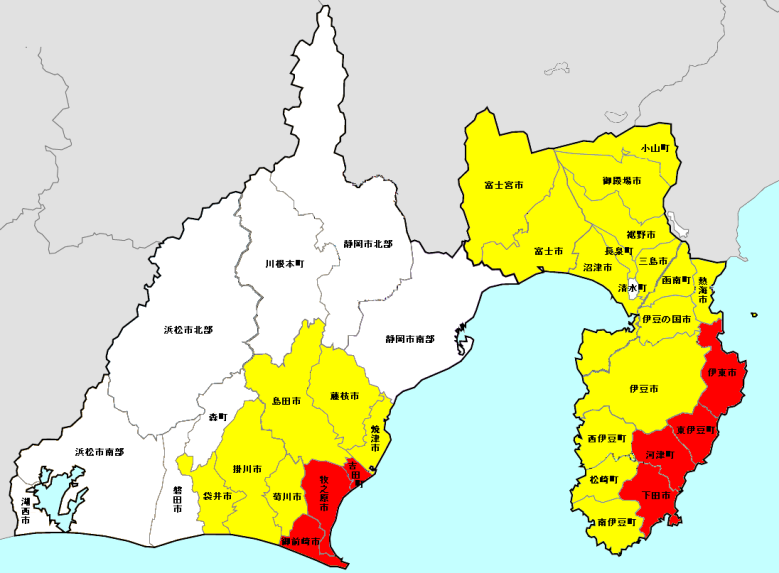 小山町
御殿場市
富士宮市
裾野市
静岡市北部
長泉町
富士市
三島市
川根本町
沼津市
函南町
熱海市
清水町
伊豆の国市
浜松市北部
静岡市南部
伊東市
伊豆市
藤枝市
島田市
森町
東伊豆町
焼津市
西伊豆町
浜松市南部
河津町
掛川市
吉田町
松崎町
牧之原市
磐田市
袋井市
菊川市
下田市
湖西市
南伊豆町
御前崎市